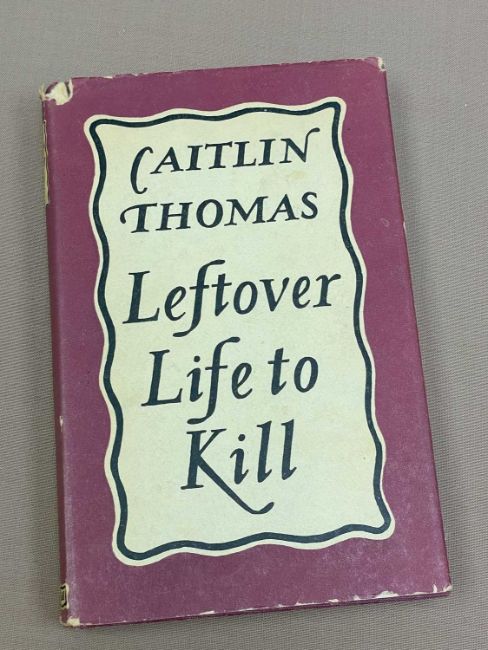 CAITLIN
THOMAS
Leftover
Life to
Kill